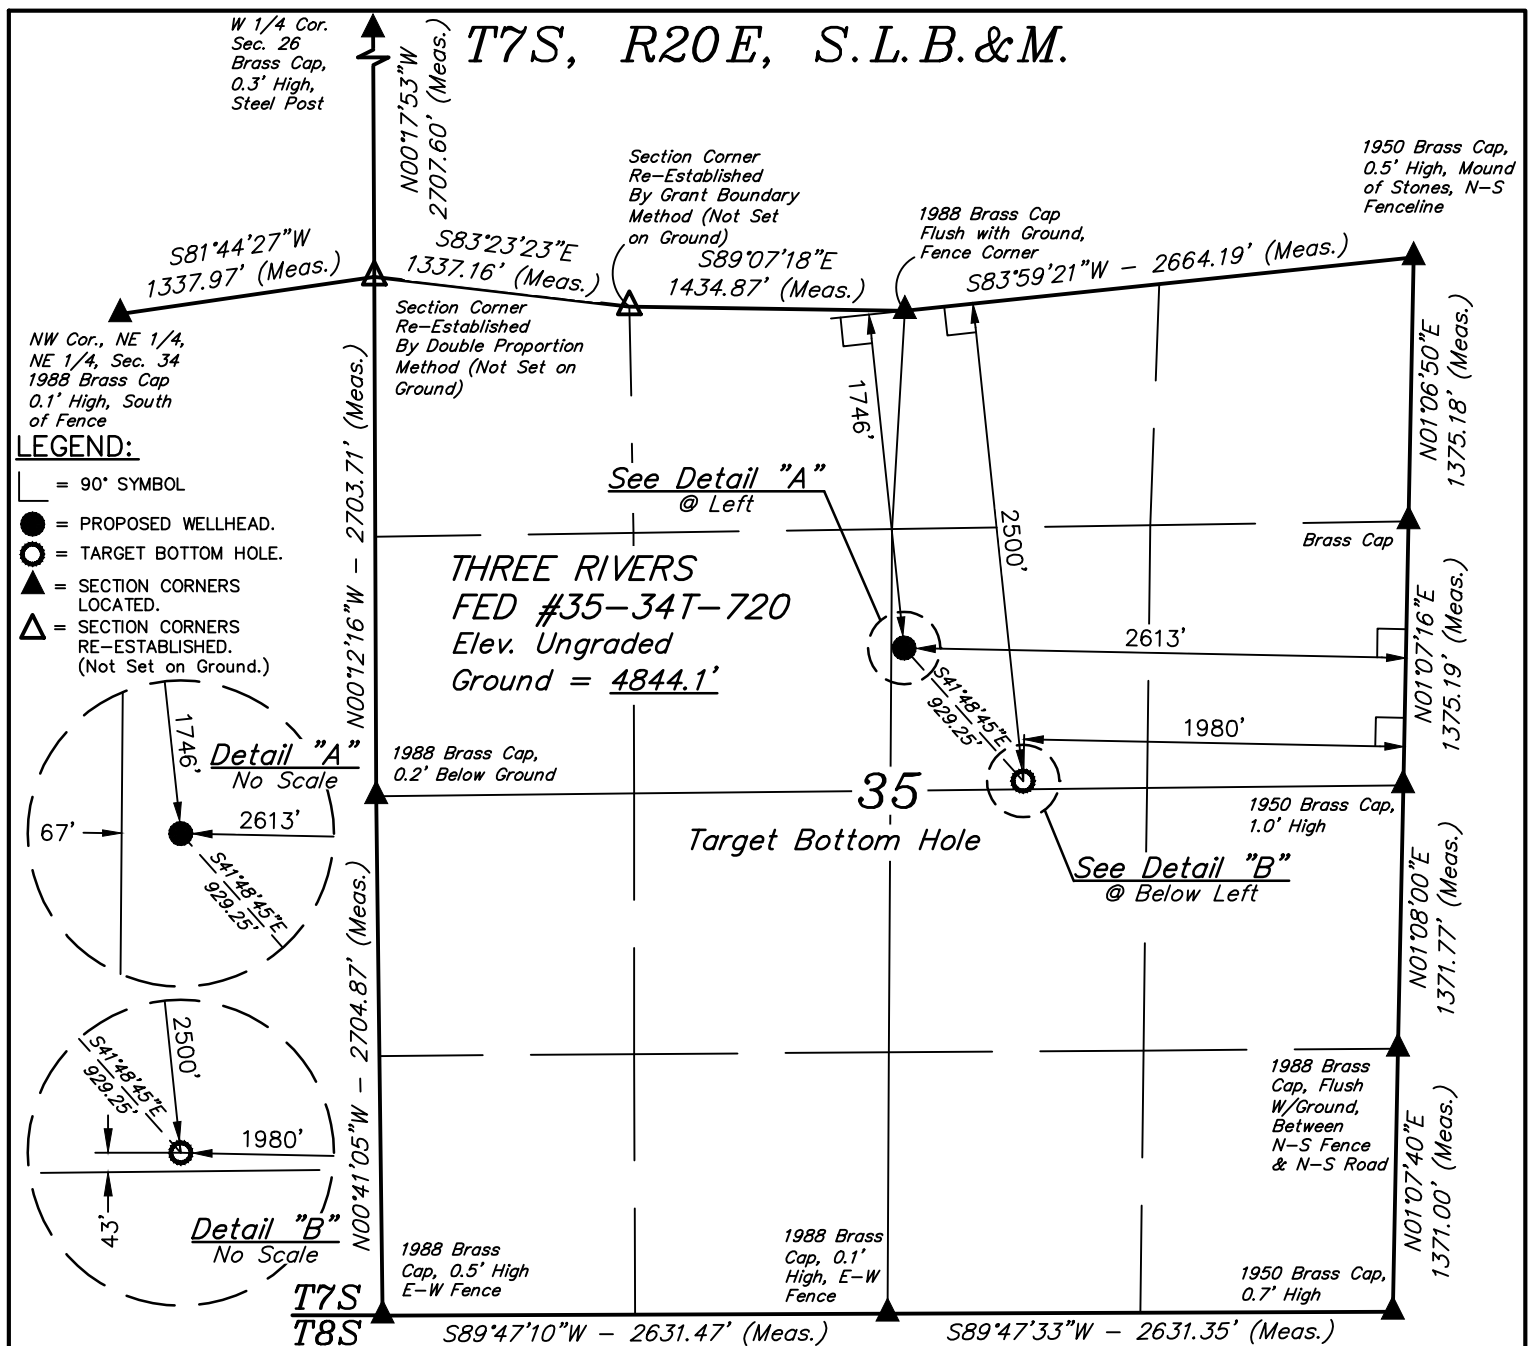 T7S, R20E, S.L.B.&M.
W 1/4 Cor.
Sec. 26
Brass Cap,
0.3' High,
Steel Post
N00°17'53"W
2707.60' (Meas.)
Section Corner
Re-Established
By Grant Boundary
Method (Not Set
on Ground)
1988 Brass Cap
Flush with Ground,
Fence Corner
1950 Brass Cap,
0.5' High, Mound
of Stones, N-S
Fenceline
S81°44'27"W
1337.97' (Meas.)
S83°23'23"E
1337.16' (Meas.)
S89°07'18"E
1434.87' (Meas.)
S83°59'21"W - 2664.19' (Meas.)
NW Cor., NE 1/4,
NE 1/4, Sec. 34
1988 Brass Cap
0.1' High, South
of Fence
Section Corner
Re-Established
By Double Proportion
Method (Not Set on
Ground)
LEGEND:
= 90° SYMBOL
= PROPOSED WELLHEAD.
= TARGET BOTTOM HOLE.
= SECTION CORNERS
LOCATED.
= SECTION CORNERS
RE-ESTABLISHED.
(Not Set on Ground.)
N00°12'16"W - 2703.71' (Meas.)
1746'
2500'
See Detail "A"
@ Left
N01°06'50"E
1375.18' (Meas.)
Brass Cap
THREE RIVERS
FED #35-34T-720
Elev. Ungraded
Ground = 4844.1'
2613'
S41°48'45"E
929.25'
1980'
N01°07'16"E
1375.19' (Meas.)
1746'
Detail "A"
No Scale
67'
2613'
S41°48'45"E
929.25'
1988 Brass Cap,
0.2' Below Ground
35
Target Bottom Hole
1950 Brass Cap,
1.0' High
See Detail "B"
@ Below Left
N01°08'00"E
1371.77' (Meas.)
N00°41'05"W - 2704.87' (Meas.)
2500'
S41°48'45"E
929.25'
1980'
43'
Detail "B"
No Scale
1988 Brass
Cap, Flush
W/Ground,
Between
N-S Fence
& N-S Road
N01°07'40"E
1371.00' (Meas.)
1988 Brass
Cap, 0.5' High
E-W Fence
1988 Brass
Cap, 0.1'
High, E-W
Fence
1950 Brass Cap,
0.7' High
T7S
T8S
S89°47'10"W - 2631.47' (Meas.)
S89°47'33"W - 2631.35' (Meas.)